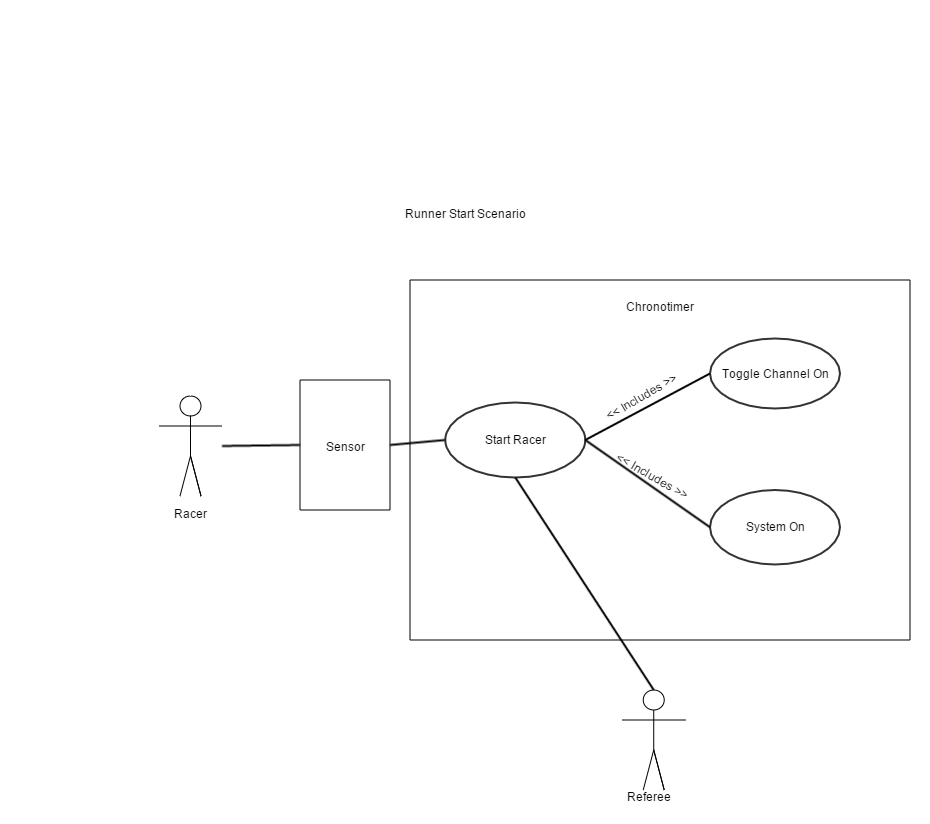 Runner Start Scenario
Chronotimer
Toggle Channel On
<< Includes >>
Start Racer
Sensor
<< Includes >>
Racer
System On
Referee